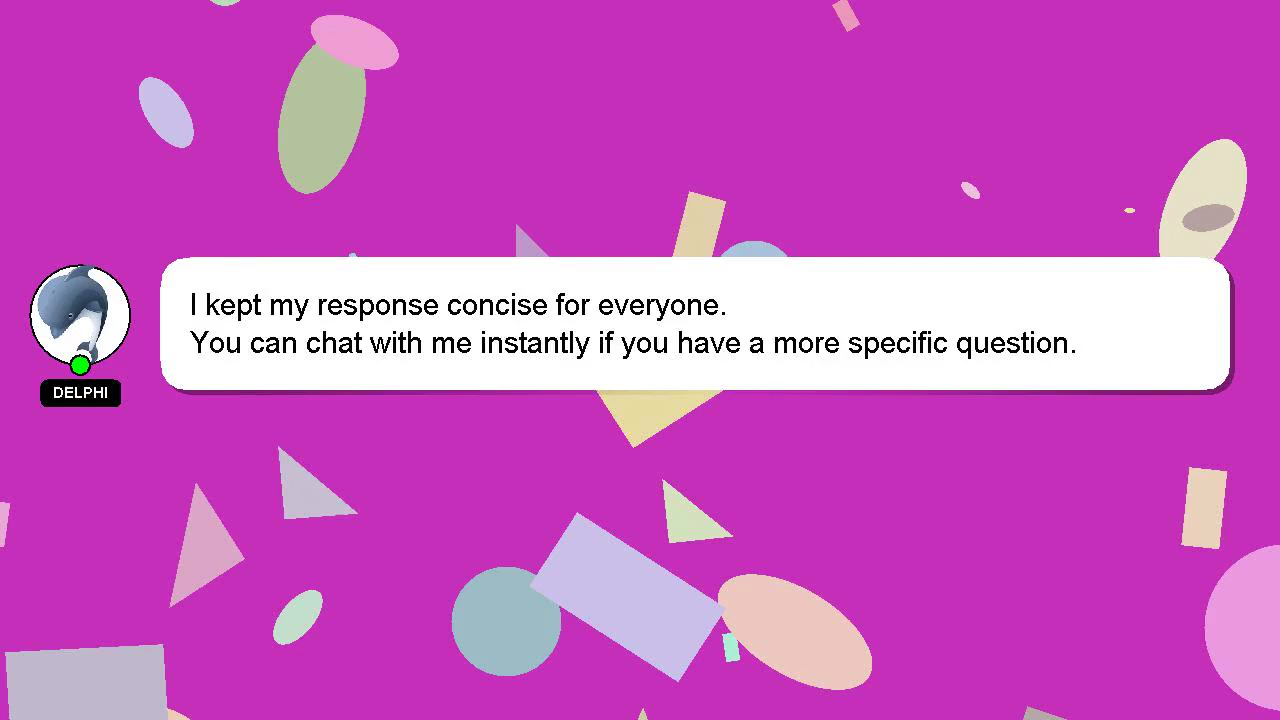 I kept my response concise for everyone.
You can chat with me instantly if you have a more specific question.
DELPHI